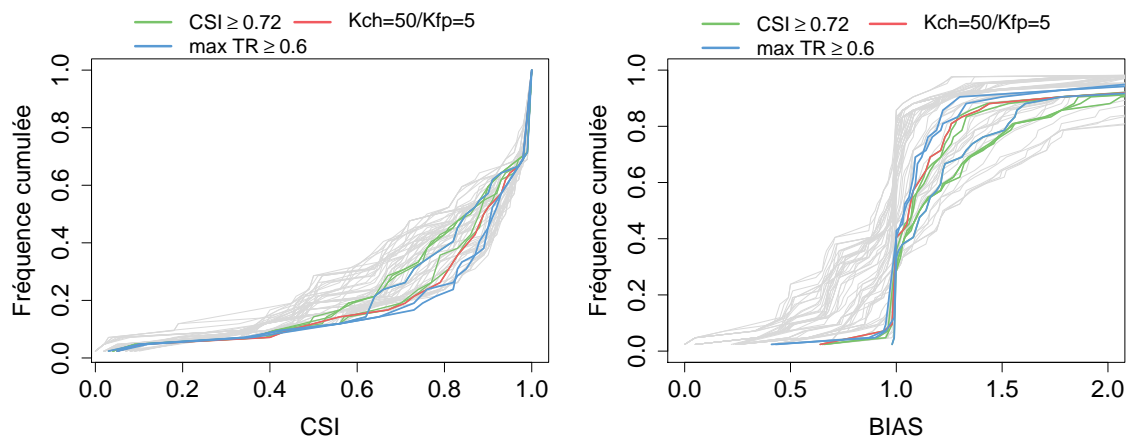 CSI ≥ 0.72
Kch=50/Kfp=5
max TR ≥ 0.6
Fréquence cumulée
1.0
0.8
0.6
0.4
0.2
0.0
0.0 0.2 0.4 0.6 0.8 1.0
CSI
CSI ≥ 0.72
Kch=50/Kfp=5
max TR ≥ 0.6
Fréquence cumulée
1.0
0.8
0.6
0.4
0.2
0.0
0.0 0.5 1.0 1.5 2.0
BIAS